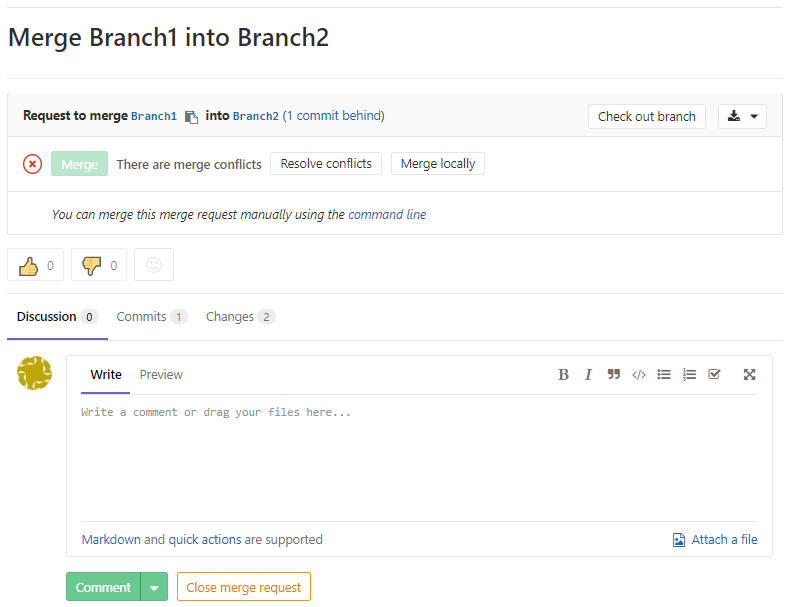 Merge Branch1 into Branch2
Request to merge Branch1 into Branch2 (1 commit behind) Check out branch
Merge There are merge conflicts Resolve conflicts Merge locally
You can merge this merge request manually using the command line
0 0
Discussion 0 Commits 1 Changes 2
Write Preview
Write a comment or drag your files here...
Markdown and quick actions are supported Attach a file
Comment Close merge request